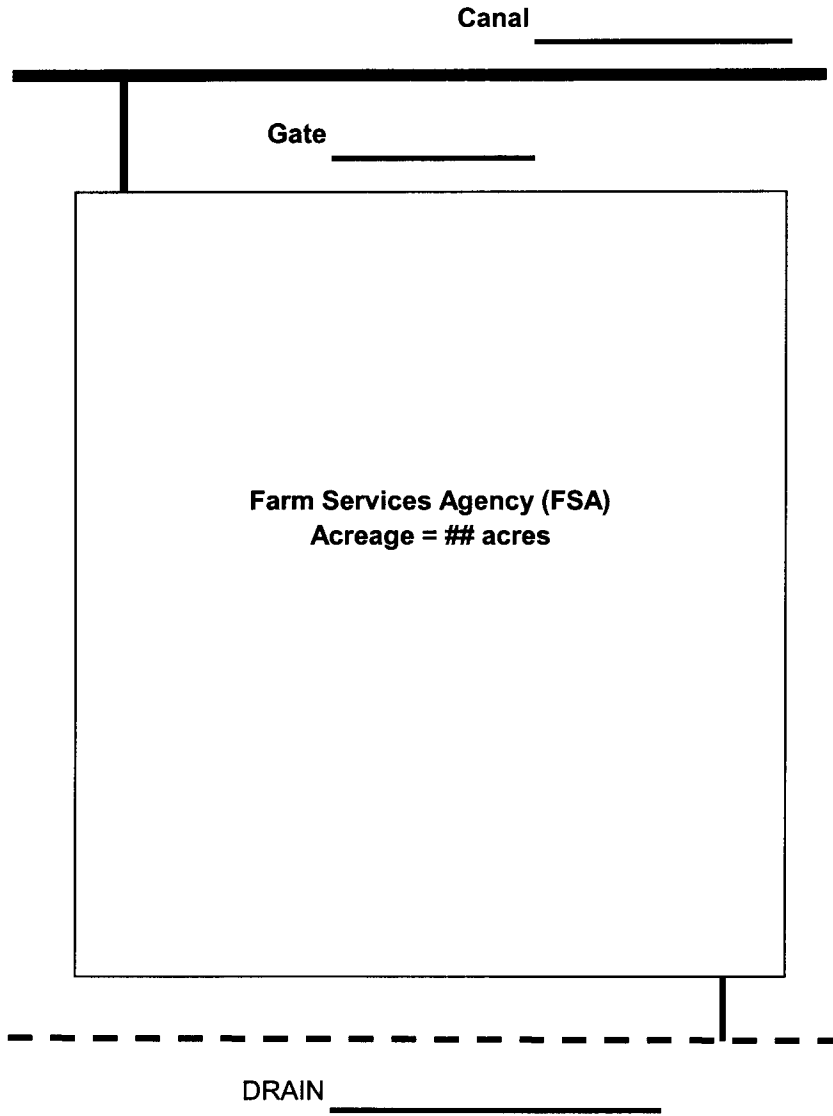 Canal
Gate
Farm Services Agency (FSA)
Acreage = ## acres
DRAIN